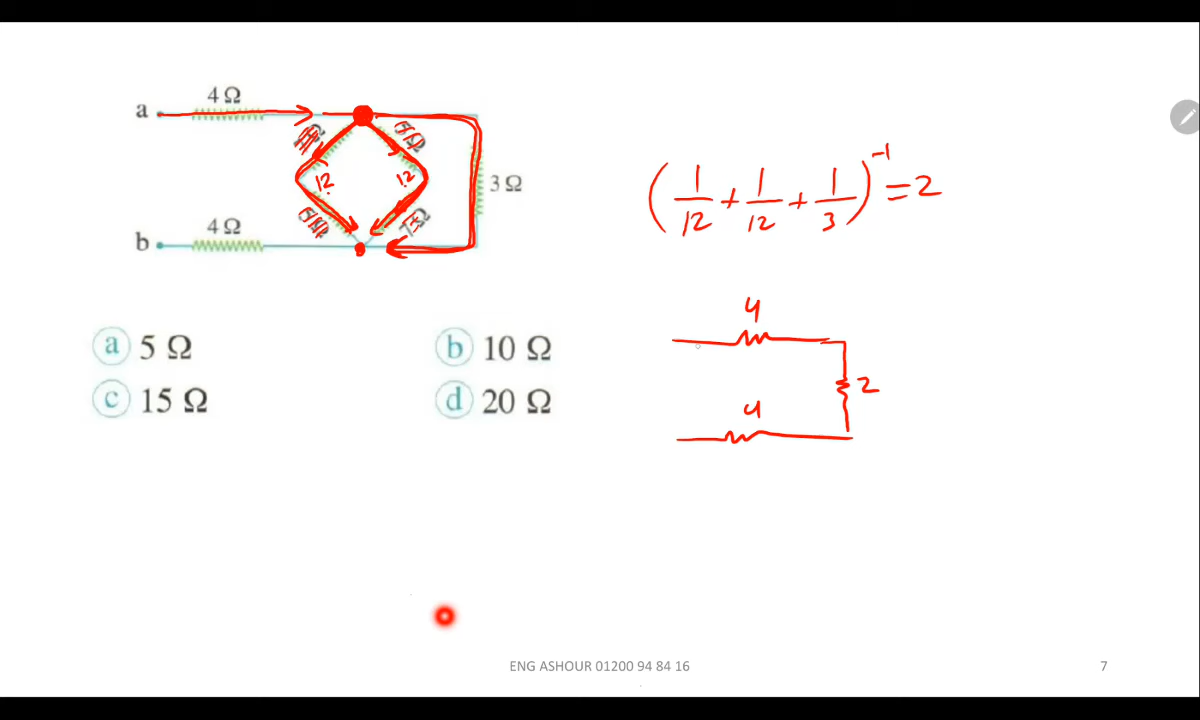 4 Ω
a
12 12
3 Ω
4 Ω
b
(1/12 + 1/12 + 1/3)⁻¹ = 2
4
2
4
a 5 Ω b 10 Ω
c 15 Ω d 20 Ω
ENG ASHOUR 01200 94 84 16 7